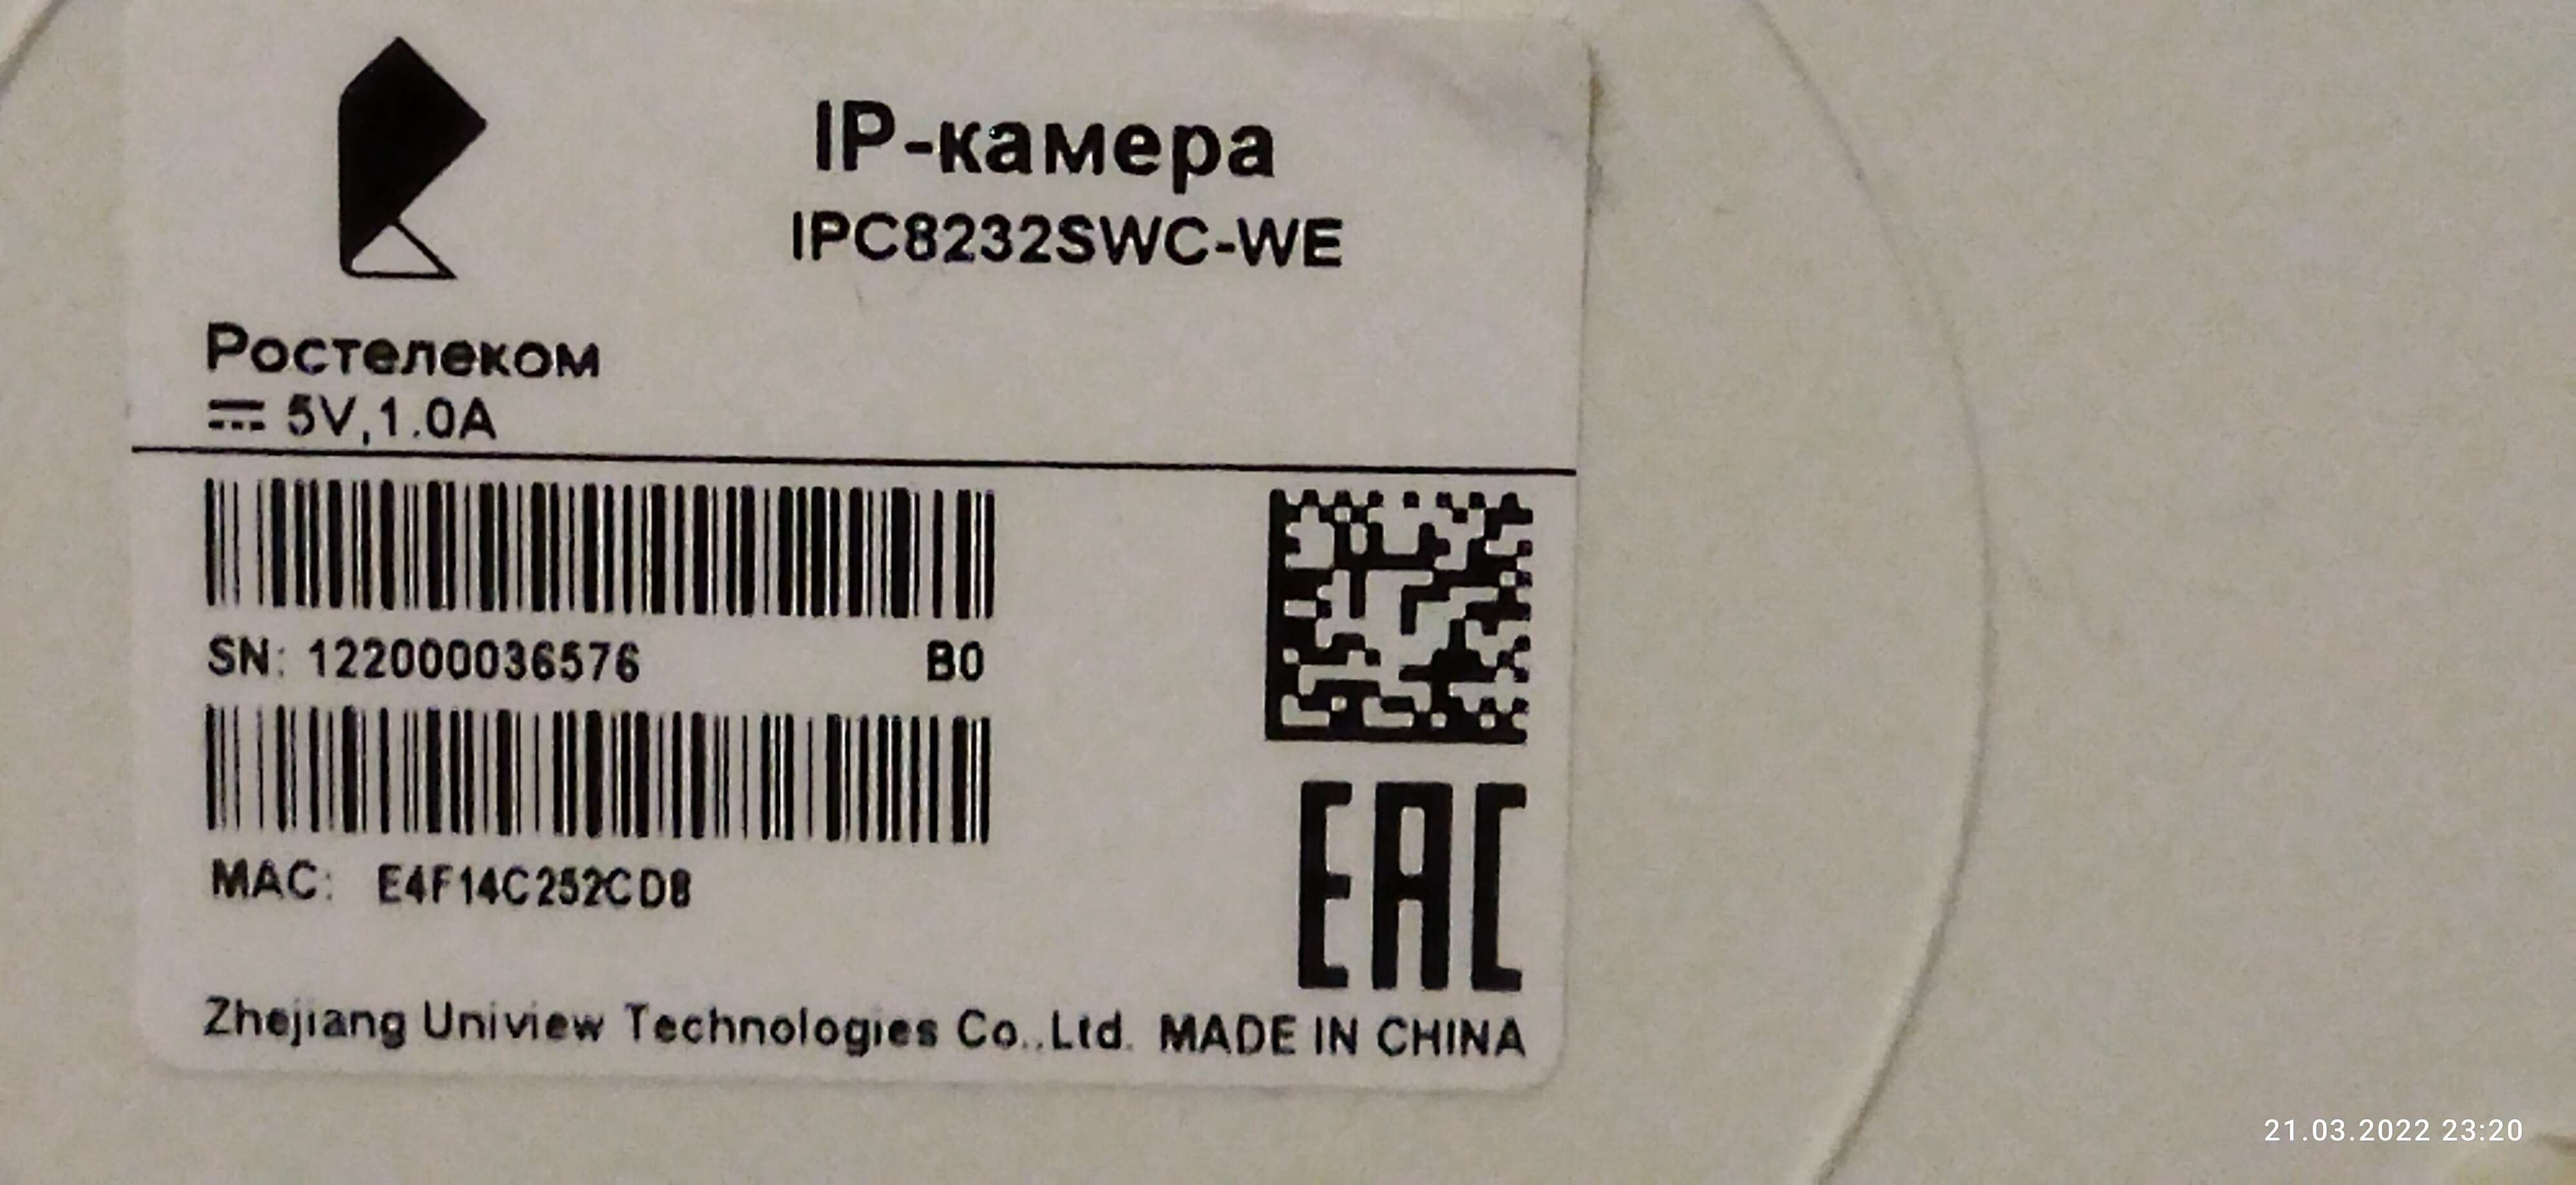 IP-камера
IPC8232SWC-WE
Ростелеком
5V,1.0A
SN: 122000036576 B0
MAC: E4F14C252CD8
EAC
Zhejiang Uniview Technologies Co.,Ltd. MADE IN CHINA
21.03.2022 23:20